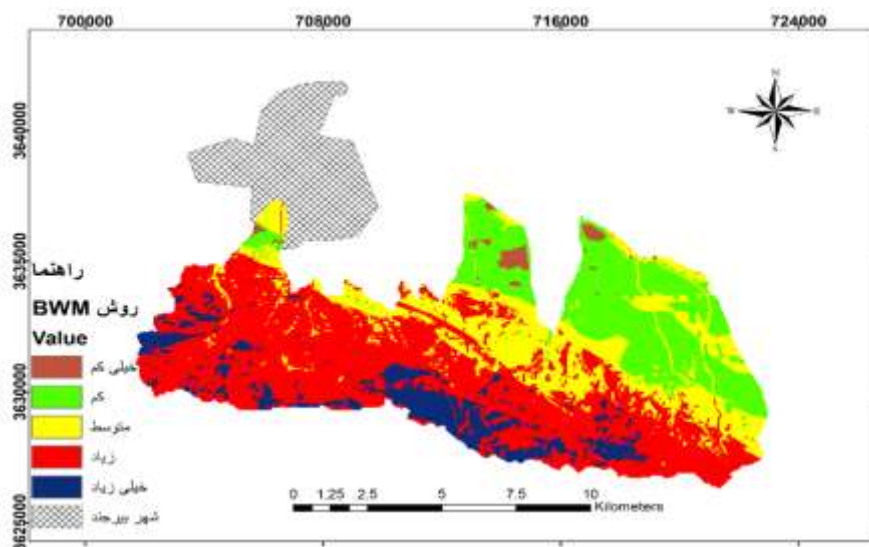 700000 708000 716000 724000
N
W E
S
3640000
3635000
3630000
3625000
راهنما
روش BWM
Value
خیلی کم
کم
متوسط
زیاد
خیلی زیاد
شهر بیرجند
0 1.25 2.5 5 7.5 10
Kilometers